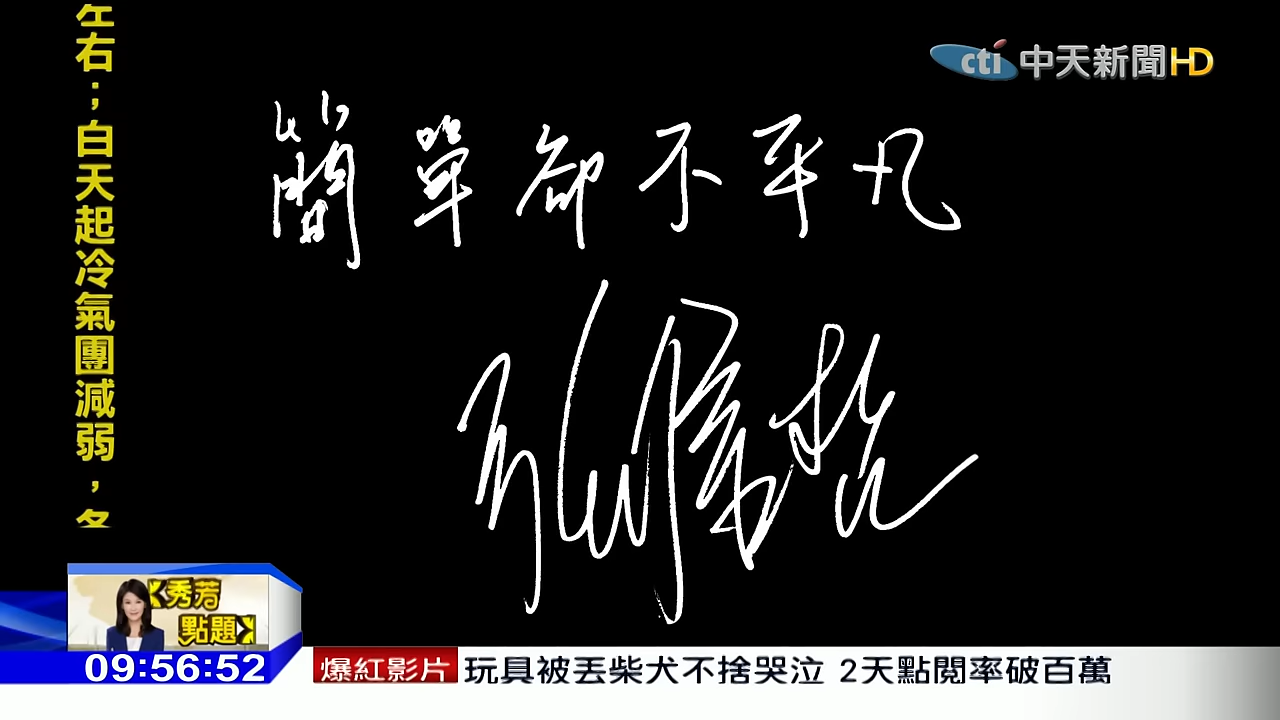 左右；白天起冷氣團減弱，各
cti 中天新聞HD
簡單卻不平凡
秀芳
點題
09:56:52
爆紅影片 玩具被丟柴犬不捨哭泣 2天點閱率破百萬